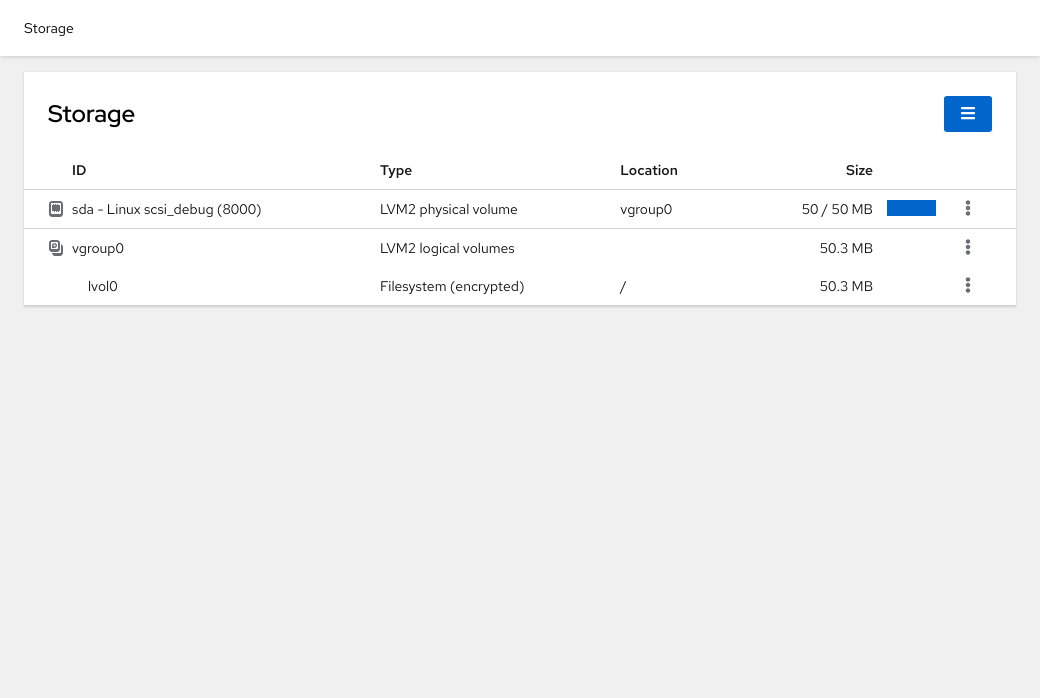 Storage
Storage
ID Type Location Size
sda - Linux scsi_debug (8000) LVM2 physical volume vgroup0 50 / 50 MB
vgroup0 LVM2 logical volumes 50.3 MB
lvol0 Filesystem (encrypted) / 50.3 MB